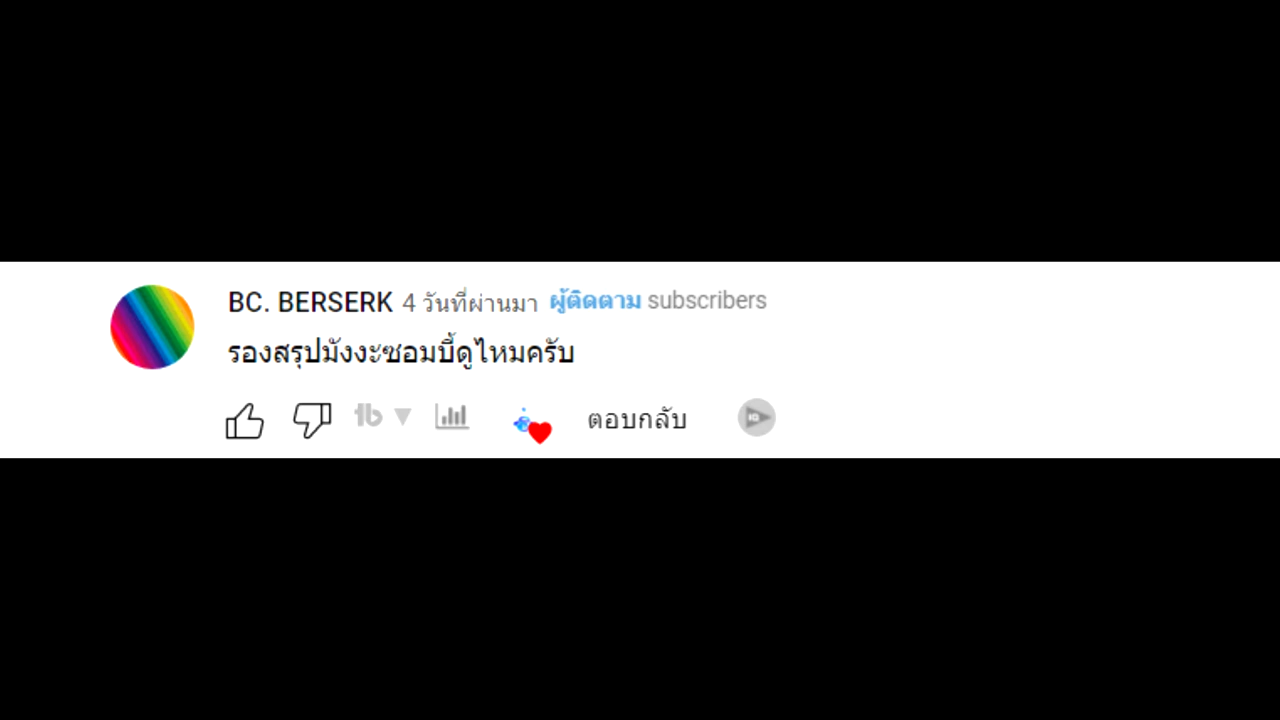 BC. BERSERK 4 วันที่ผ่านมา ผู้ติดตาม subscribers
รองสรุปมังงะซอมบี้ดูไหมครับ
tb ตอบกลับ